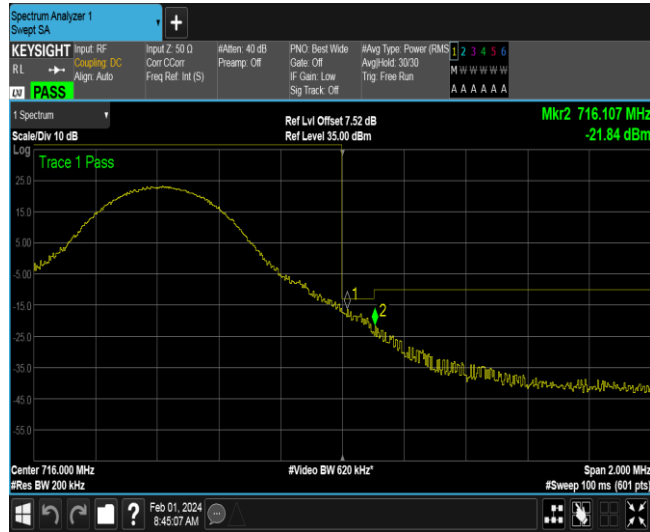 Spectrum Analyzer 1
Swept SA
+
KEYSIGHT
RL
LXI PASS
Input: RF
Coupling: DC
Align: Auto
Input Z: 50 Ω
Corr CCorr
Freq Ref: Int (S)
#Atten: 40 dB
Preamp: Off
PNO: Best Wide
Gate: Off
IF Gain: Low
Sig Track: Off
#Avg Type: Power (RMS
Avg|Hold: 30/30
Trig: Free Run
1 2 3 4 5 6
M W W W W W
A A A A A A
1 Spectrum
Scale/Div 10 dB
Ref Lvl Offset 7.52 dB
Ref Level 35.00 dBm
Mkr2 716.107 MHz
-21.84 dBm
Log
Trace 1 Pass
25.0
15.0
5.00
-5.00
-15.0
-25.0
-35.0
-45.0
-55.0
1
2
Center 716.000 MHz
#Res BW 200 kHz
#Video BW 620 kHz*
Span 2.000 MHz
#Sweep 100 ms (601 pts)
?
Feb 01, 2024
8:45:07 AM